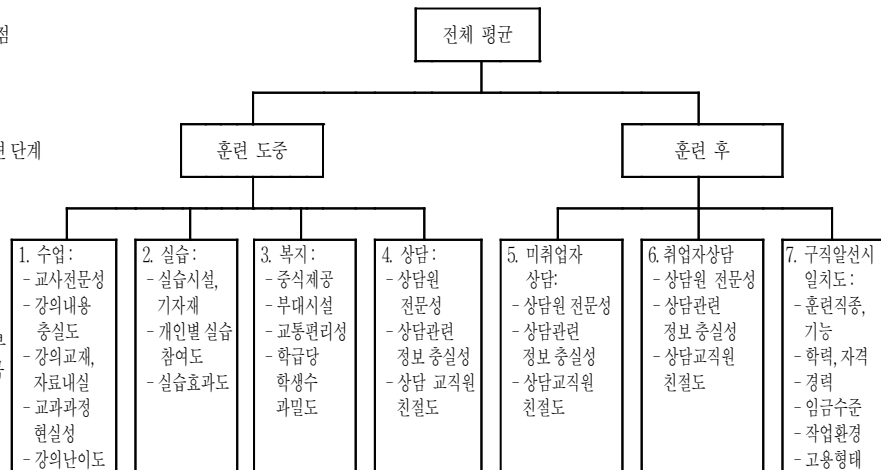 점
전체 평균
단계
훈련 도중
훈련 후
1. 수업 :
- 교사전문성
- 강의내용
충실도
- 강의교재,
자료내실
- 교과과정
현실성
- 강의난이도
2. 실습 :
- 실습시설,
기자재
- 개인별 실습
참여도
- 실습효과도
3. 복지 :
- 중식제공
- 부대시설
- 교통편리성
- 학급당
학생수
과밀도
4. 상담 :
- 상담원
전문성
- 상담관련
정보 충실성
- 상담 교직원
친절도
5. 미취업자
상담:
- 상담원 전문성
- 상담관련
정보 충실성
- 상담교직원
친절도
6. 취업자상담
- 상담원 전문성
- 상담관련
정보 충실성
- 상담교직원
친절도
7. 구직알선시
일치도 :
- 훈련직종,
기능
- 학력, 자격
- 경력
- 임금수준
- 작업환경
- 고용형태